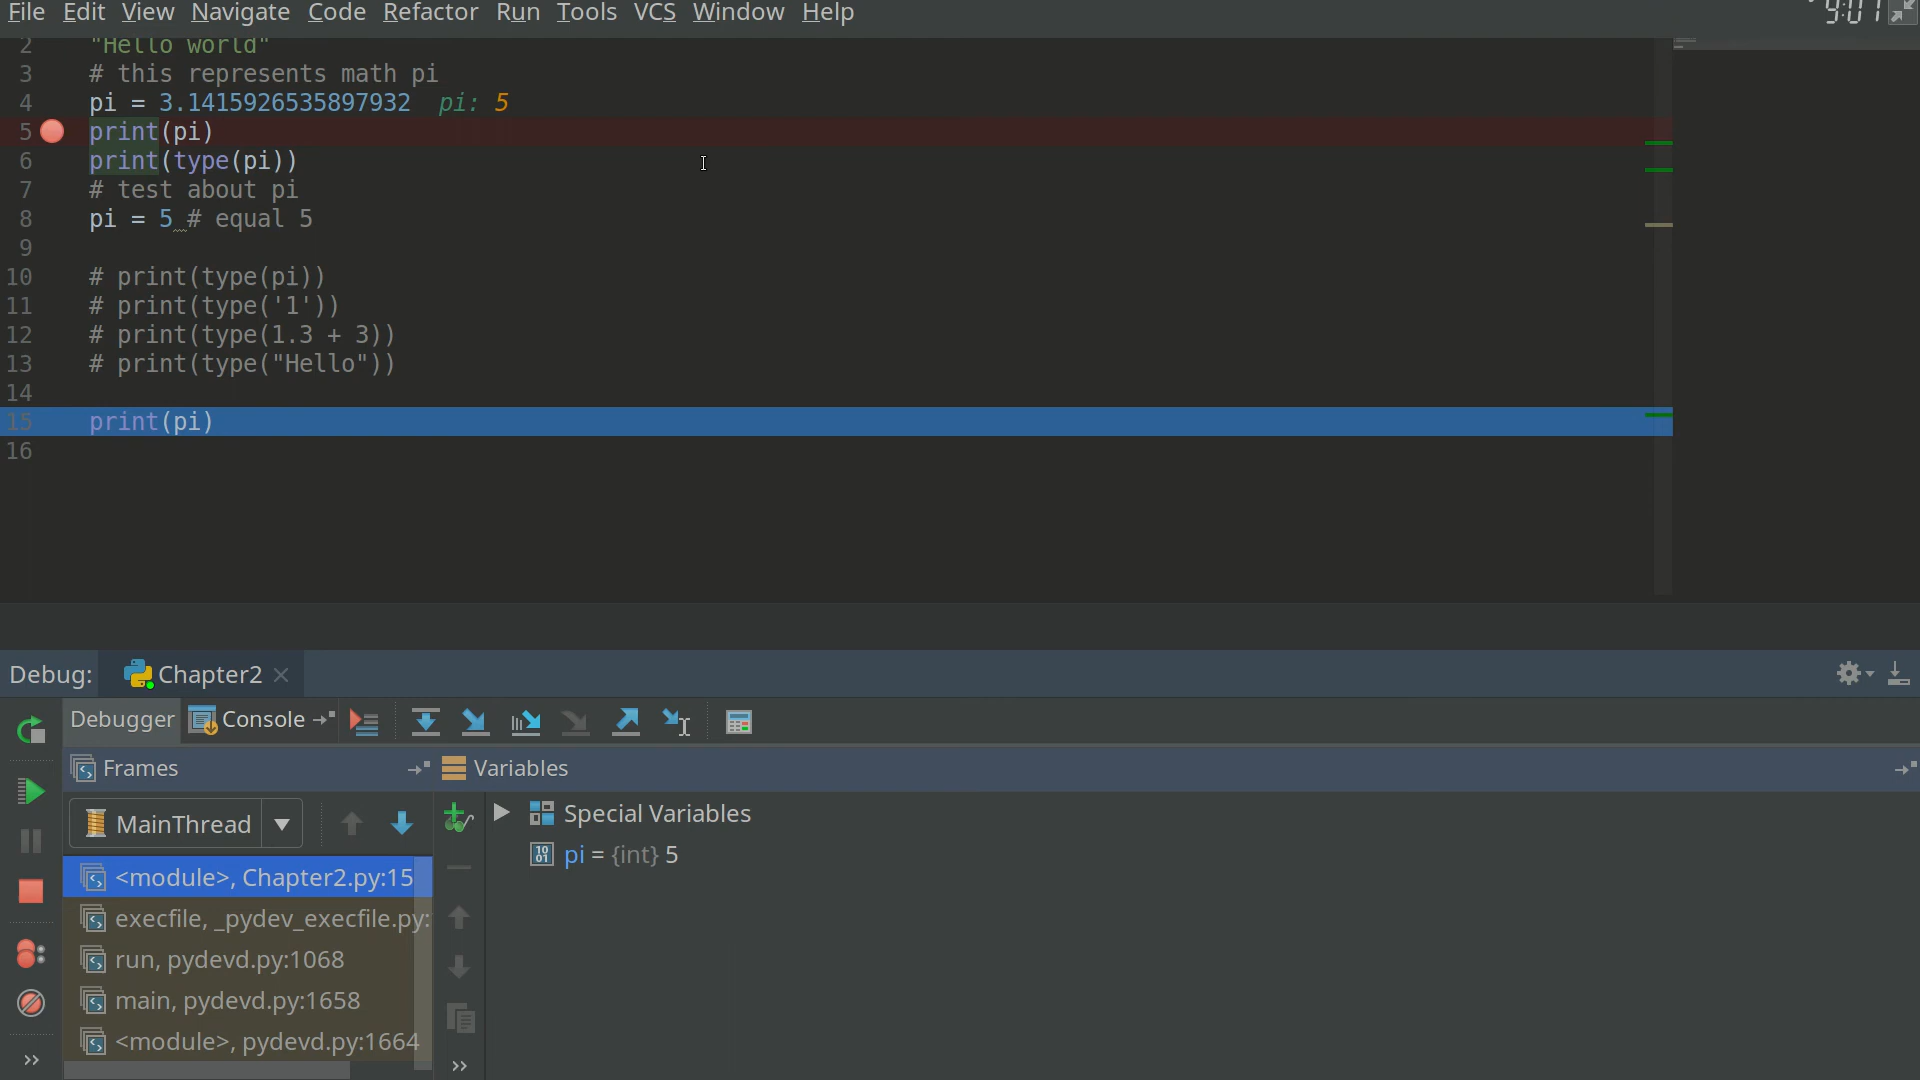 File Edit View Navigate Code Refactor Run Tools VCS Window Help
2 "Hello world"
3 # this represents math pi
4 pi = 3.1415926535897932 pi: 5
5 print(pi)
6 print(type(pi))
7 # test about pi
8 pi = 5 # equal 5
9
10 # print(type(pi))
11 # print(type('1'))
12 # print(type(1.3 + 3))
13 # print(type("Hello"))
14
15 print(pi)
16
Debug: Chapter2
Debugger Console
Frames Variables
MainThread Special Variables
pi = {int} 5
<module>, Chapter2.py:15
execfile, _pydev_execfile.py:
run, pydevd.py:1068
main, pydevd.py:1658
<module>, pydevd.py:1664